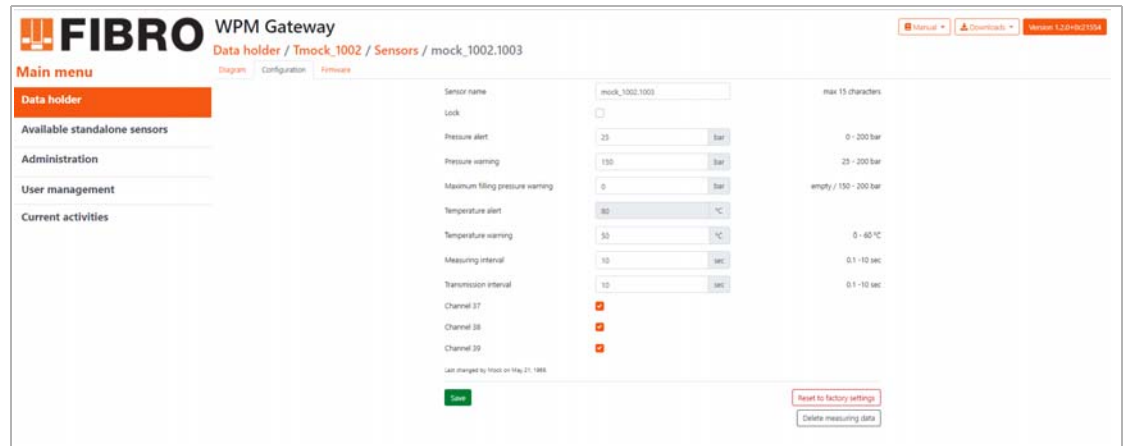 FIBRO
WPM Gateway
Manual
Downloads
Version 1.2.0+0c21554
Data holder / Tmock_1002 / Sensors / mock_1002.1003
Main menu
Diagram Configuration Firmware
Data holder
Available standalone sensors
Administration
User management
Current activities
Sensor name mock_1002.1003 max 15 characters
Lock
Pressure alert 25 bar 0 - 200 bar
Pressure warning 150 bar 25 - 200 bar
Maximum filling pressure warning 0 bar empty / 150 - 200 bar
Temperature alert 80 °C
Temperature warning 50 °C 0 - 60 °C
Measuring interval 10 sec 0.1 -10 sec
Transmission interval 10 sec 0.1 -10 sec
Channel 37
Channel 38
Channel 39
Last changed by Mock on May 21,
Save
Reset to factory settings
Delete measuring data